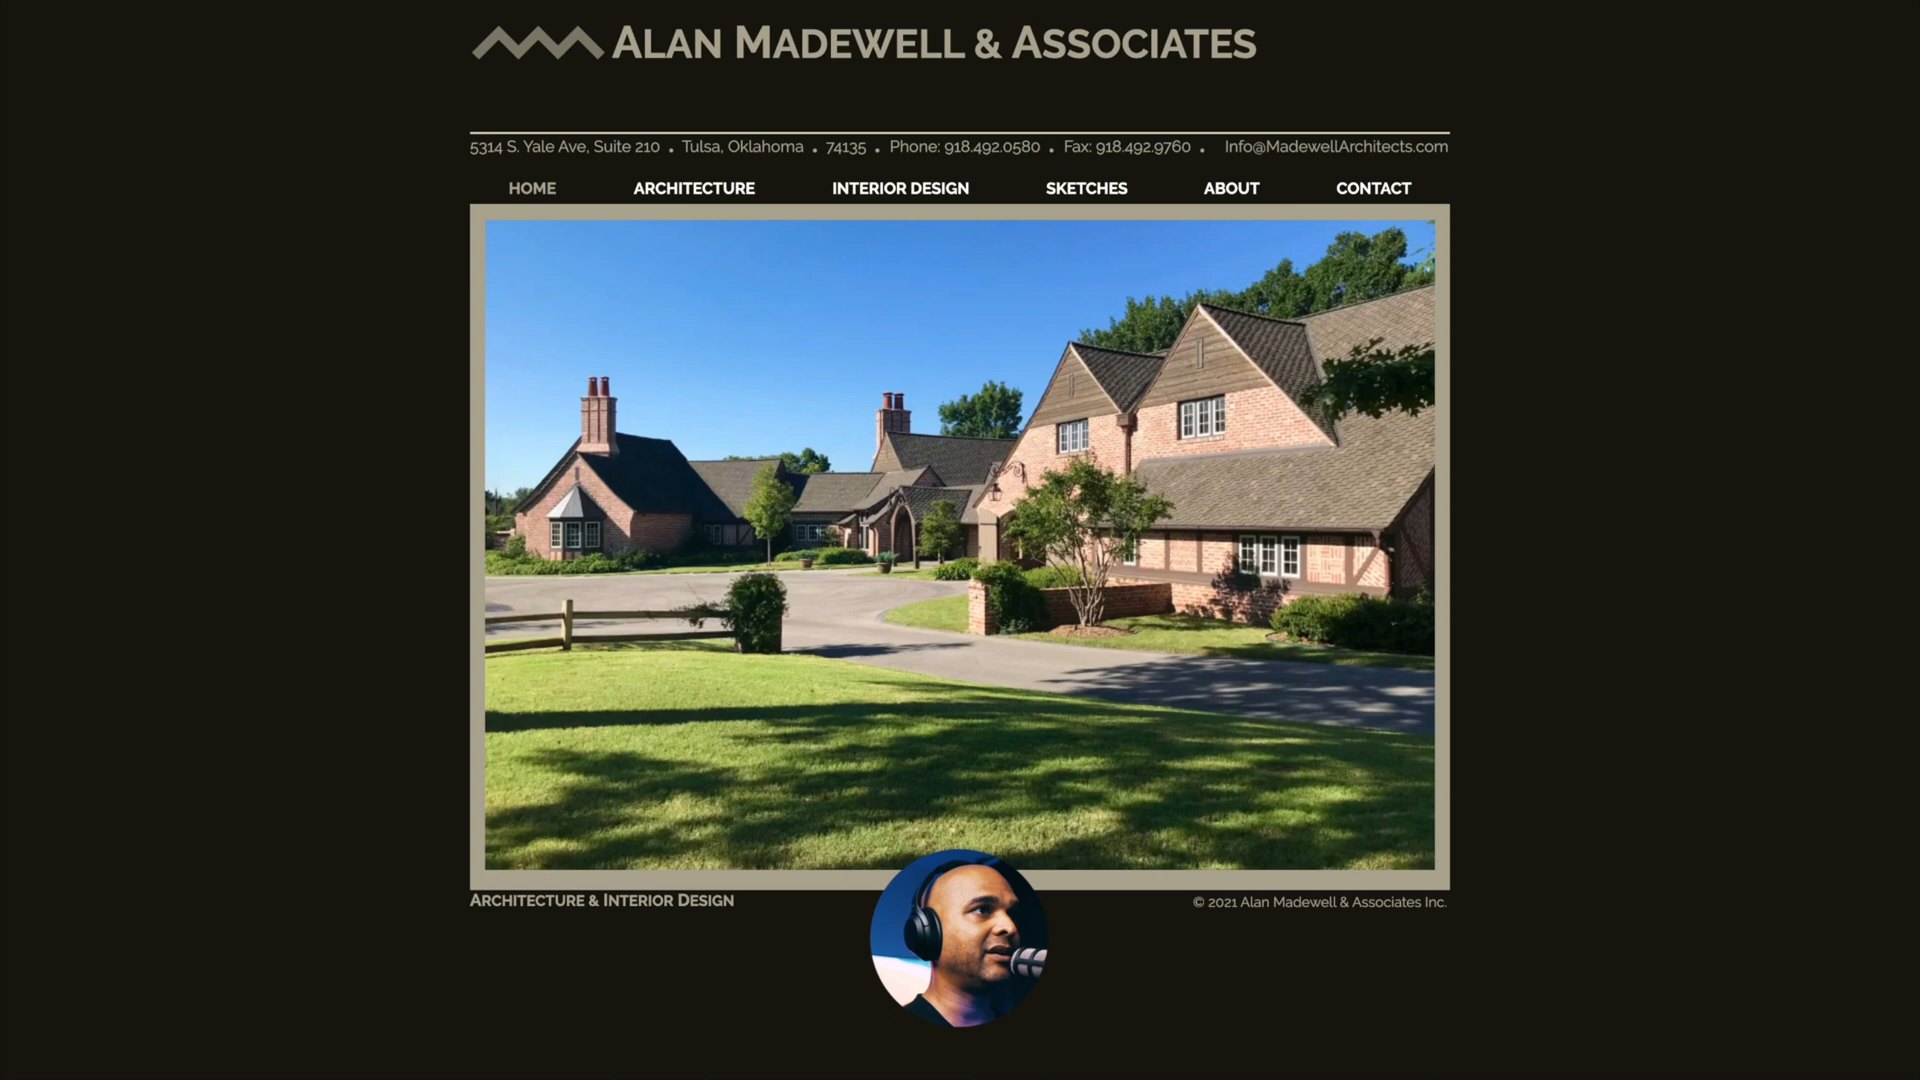 ALAN MADEWELL & ASSOCIATES
5314 S. Yale Ave, Suite 210 • Tulsa, Oklahoma • 74135 • Phone: 918.492.0580 • Fax: 918.492.9760 • Info@MadewellArchitects.com
HOME ARCHITECTURE INTERIOR DESIGN SKETCHES ABOUT CONTACT
ARCHITECTURE & INTERIOR DESIGN © 2021 Alan Madewell & Associates Inc.